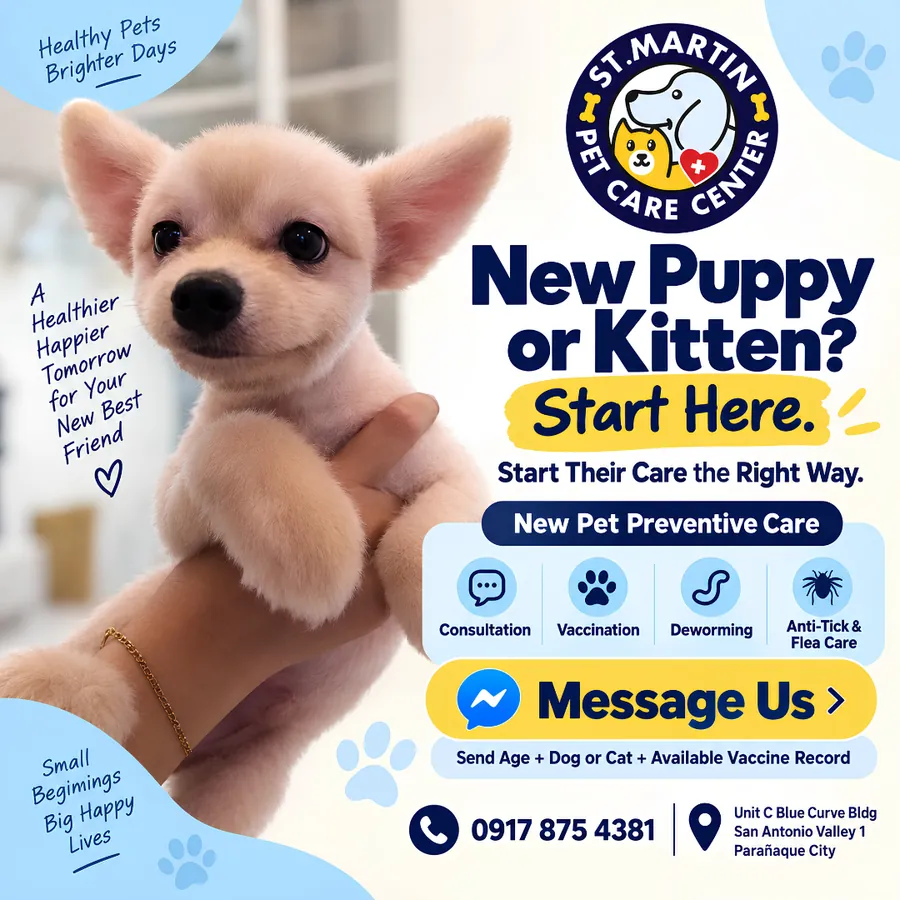 Healthy Pets
Brighter Days
ST. MARTIN
PET CARE CENTER
A
Healthier
Happier
Tomorrow
for Your
New Best
Friend
New Puppy
or Kitten?
Start Here.
Start Their Care the Right Way.
New Pet Preventive Care
Consultation
Vaccination
Deworming
Anti-Tick &
Flea Care
Message Us >
Send Age + Dog or Cat + Available Vaccine Record
Small
Begimings
Big Happy
Lives
0917 875 4381
Unit C Blue Curve Bldg
San Antonio Valley 1
Parañaque City